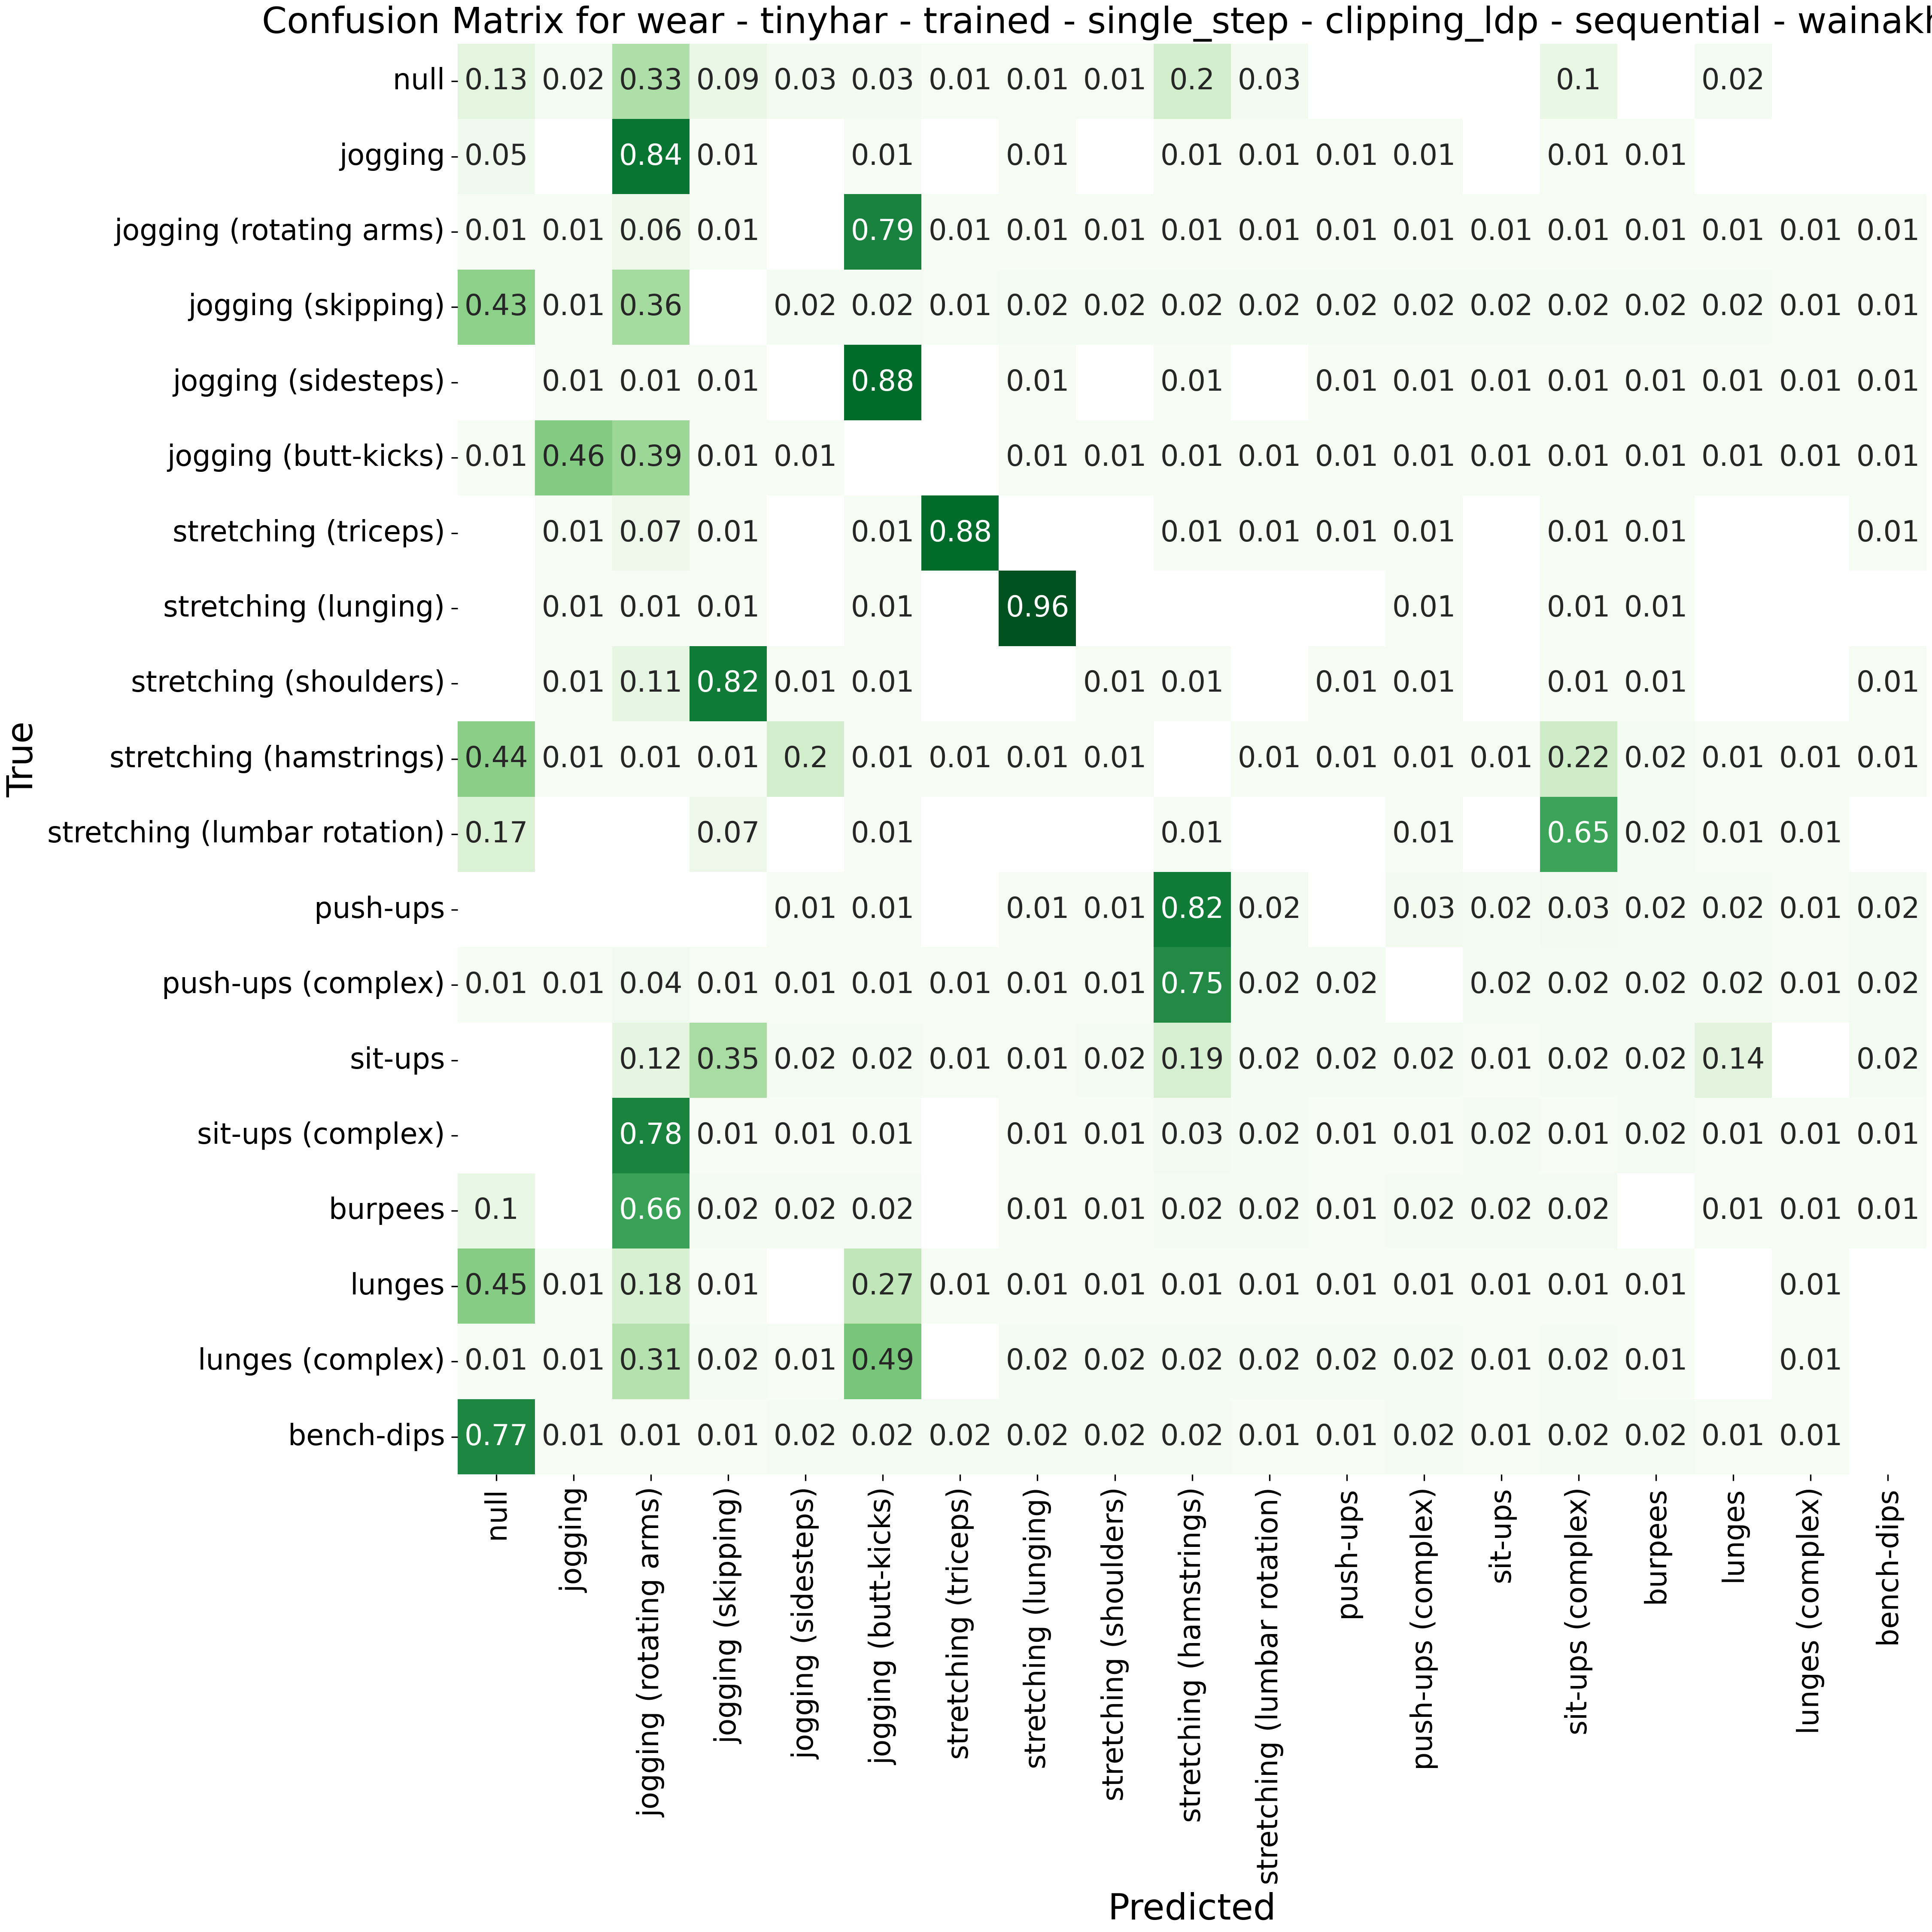 Confusion Matrix for wear - tinyhar - trained - single_step - clipping_ldp - sequential - wainakh
null 0.13 0.02 0.33 0.09 0.03 0.03 0.01 0.01 0.01 0.2 0.03 0.1 0.02
jogging 0.05 0.84 0.01 0.01 0.01 0.01 0.01 0.01 0.01 0.01 0.01
jogging (rotating arms) 0.01 0.01 0.06 0.01 0.79 0.01 0.01 0.01 0.01 0.01 0.01 0.01 0.01 0.01 0.01 0.01 0.01 0.01
jogging (skipping) 0.43 0.01 0.36 0.02 0.02 0.01 0.02 0.02 0.02 0.02 0.02 0.02 0.02 0.02 0.02 0.02 0.01 0.01
jogging (sidesteps) 0.01 0.01 0.01 0.88 0.01 0.01 0.01 0.01 0.01 0.01 0.01 0.01 0.01 0.01
jogging (butt-kicks) 0.01 0.46 0.39 0.01 0.01 0.01 0.01 0.01 0.01 0.01 0.01 0.01 0.01 0.01 0.01 0.01 0.01
stretching (triceps) 0.01 0.07 0.01 0.01 0.88 0.01 0.01 0.01 0.01 0.01 0.01 0.01
stretching (lunging) 0.01 0.01 0.01 0.01 0.96 0.01 0.01 0.01
stretching (shoulders) 0.01 0.11 0.82 0.01 0.01 0.01 0.01 0.01 0.01 0.01 0.01 0.01
stretching (hamstrings) 0.44 0.01 0.01 0.01 0.2 0.01 0.01 0.01 0.01 0.01 0.01 0.01 0.01 0.22 0.02 0.01 0.01 0.01
stretching (lumbar rotation) 0.17 0.07 0.01 0.01 0.01 0.65 0.02 0.01 0.01
push-ups 0.01 0.01 0.01 0.01 0.82 0.02 0.03 0.02 0.03 0.02 0.02 0.01 0.02
push-ups (complex) 0.01 0.01 0.04 0.01 0.01 0.01 0.01 0.01 0.01 0.75 0.02 0.02 0.02 0.02 0.02 0.02 0.01 0.02
sit-ups 0.12 0.35 0.02 0.02 0.01 0.01 0.02 0.19 0.02 0.02 0.02 0.01 0.02 0.02 0.14 0.02
sit-ups (complex) 0.78 0.01 0.01 0.01 0.01 0.01 0.03 0.02 0.01 0.01 0.02 0.01 0.02 0.01 0.01 0.01
burpees 0.1 0.66 0.02 0.02 0.02 0.01 0.01 0.02 0.02 0.01 0.02 0.02 0.02 0.01 0.01 0.01
lunges 0.45 0.01 0.18 0.01 0.27 0.01 0.01 0.01 0.01 0.01 0.01 0.01 0.01 0.01 0.01 0.01
lunges (complex) 0.01 0.01 0.31 0.02 0.01 0.49 0.02 0.02 0.02 0.02 0.02 0.02 0.01 0.02 0.01 0.01
bench-dips 0.77 0.01 0.01 0.01 0.02 0.02 0.02 0.02 0.02 0.02 0.01 0.01 0.02 0.01 0.02 0.02 0.01 0.01
True
null
jogging
jogging (rotating arms)
jogging (skipping)
jogging (sidesteps)
jogging (butt-kicks)
stretching (triceps)
stretching (lunging)
stretching (shoulders)
stretching (hamstrings)
stretching (lumbar rotation)
push-ups
push-ups (complex)
sit-ups
sit-ups (complex)
burpees
lunges
lunges (complex)
bench-dips
Predicted